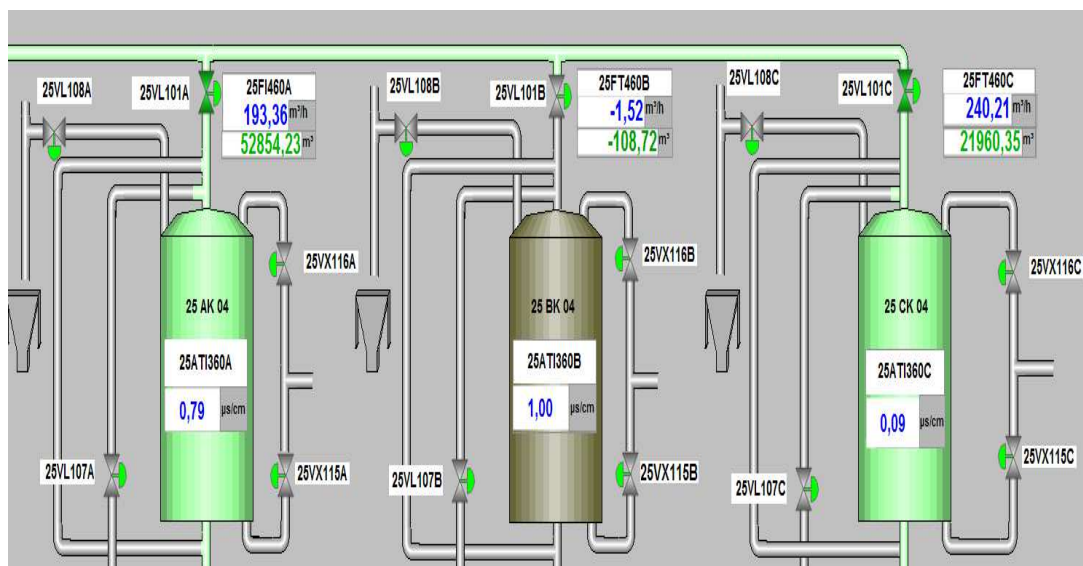 25VL108A
25VL101A
25FI460A
193,36 m³/h
52854,23 m³
25VL108B
25VL101B
25FT460B
-1,52 m³/h
-108,72 m³
25VL108C
25VL101C
25FT460C
240,21 m³/h
21960,35 m³
25VX116A
25VX116B
25VX116C
25 AK 04
25 BK 04
25 CK 04
25ATI360A
25ATI360B
25ATI360C
0,79 µs/cm
1,00 µs/cm
0,09 µs/cm
25VL107A
25VX115A
25VL107B
25VX115B
25VL107C
25VX115C